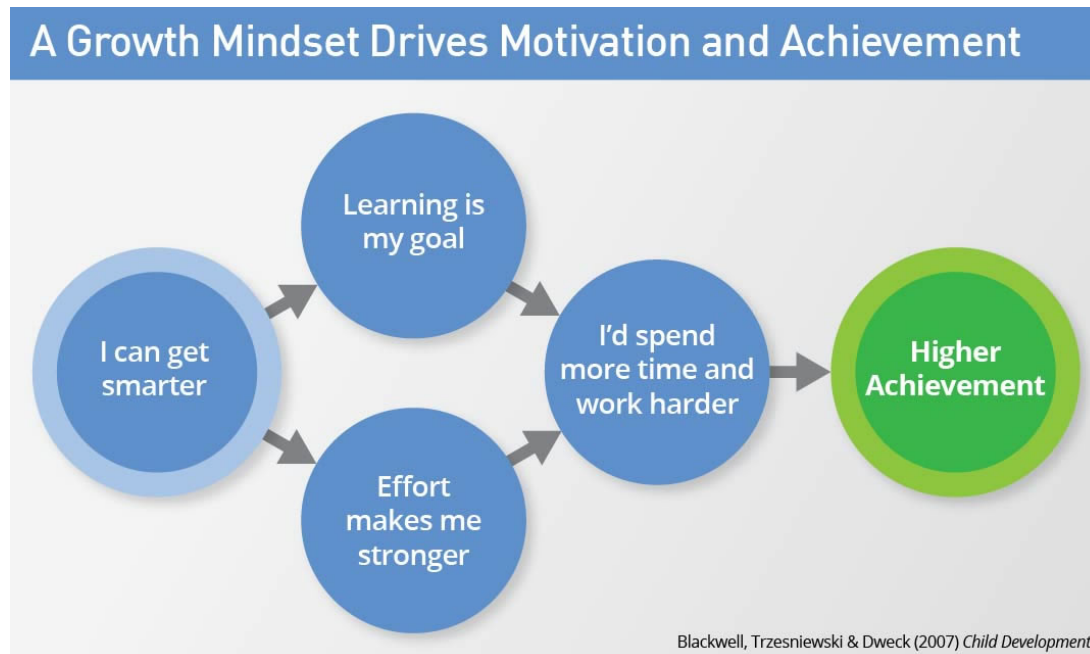 A Growth Mindset Drives Motivation and Achievement
I can get
smarter
Learning is
my goal
Effort
makes me
stronger
I’d spend
more time and
work harder
Higher
Achievement
Blackwell, Trzesniewski & Dweck (2007) Child Development